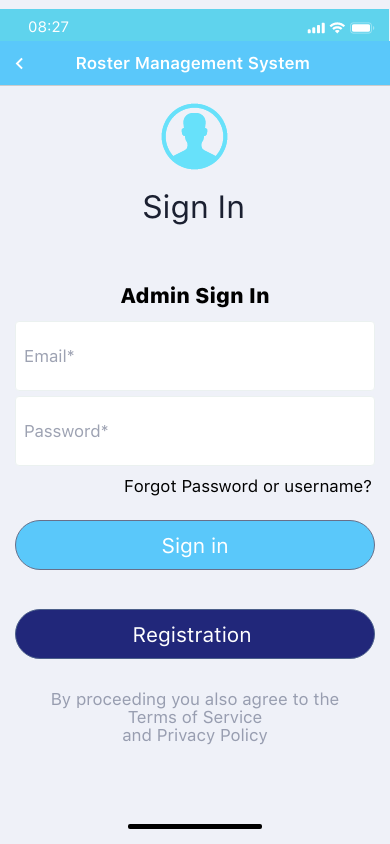 08:27
Roster Management System
Sign In
Admin Sign In
Email*
Password*
Forgot Password or username?
Sign in
Registration
By proceeding you also agree to the
Terms of Service
and Privacy Policy